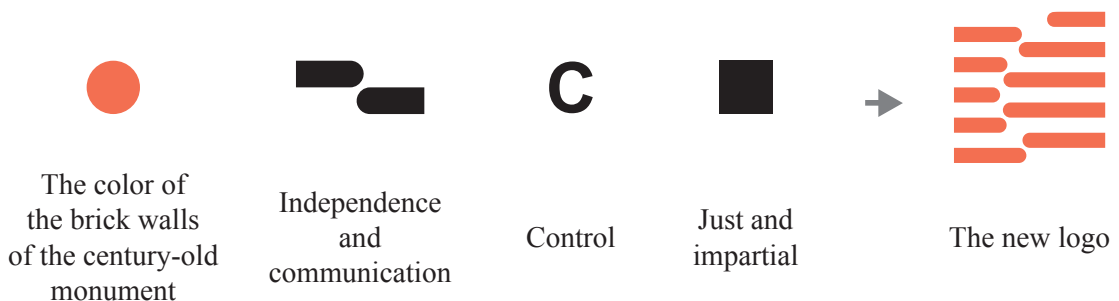 C
The color of
the brick walls
of the century-old
monument
Independence
and
communication
Control
Just and
impartial
The new logo